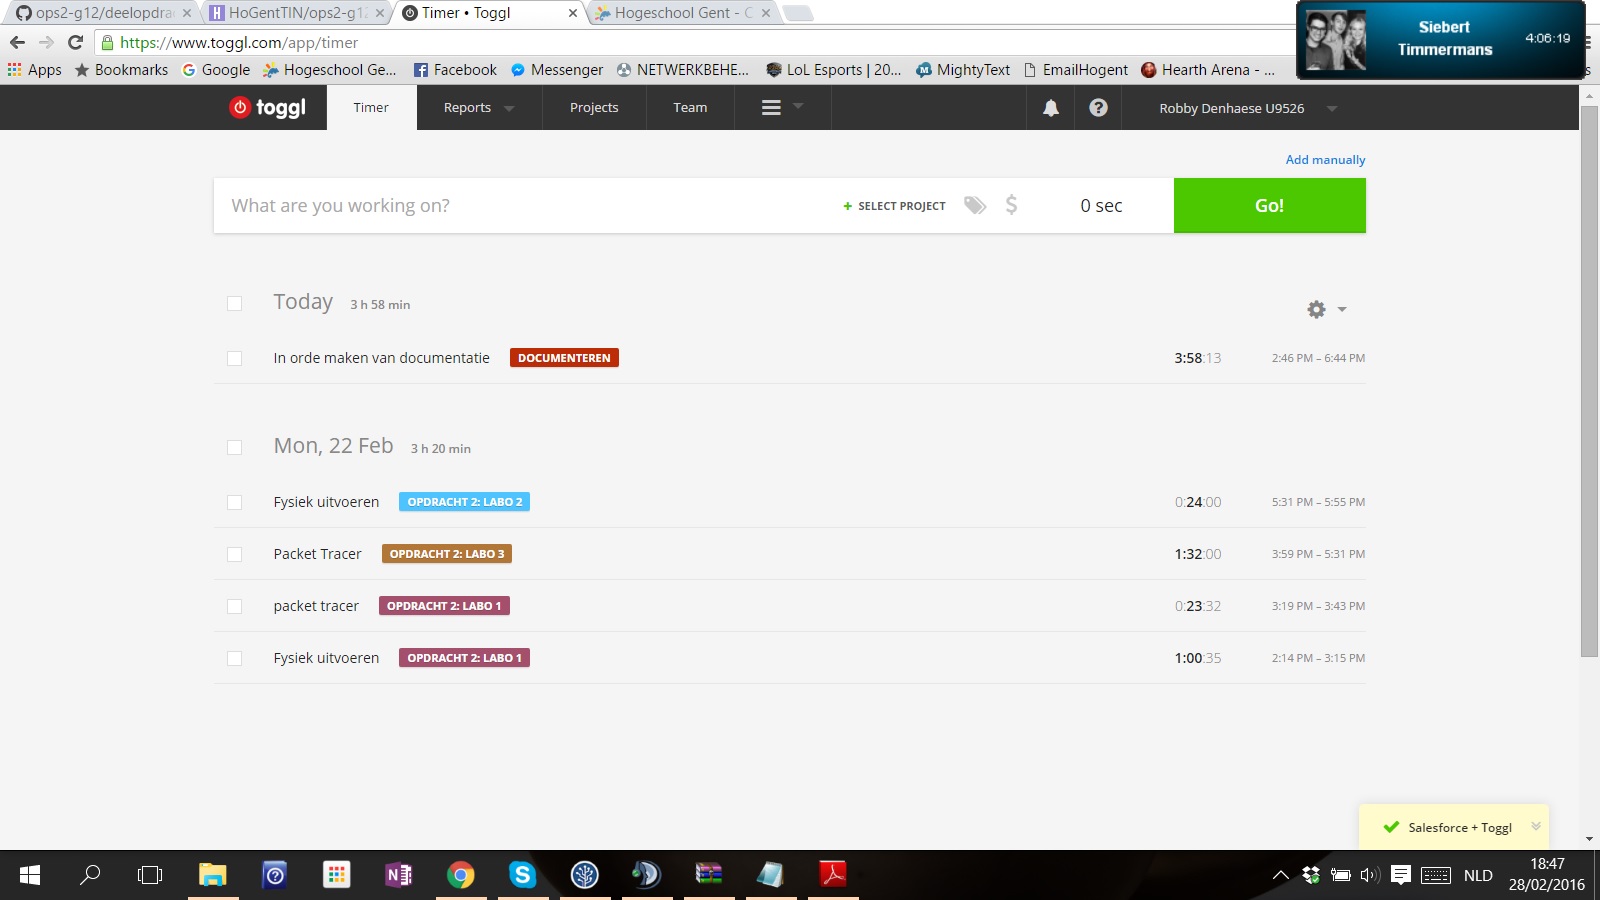 ops2-g12/deelopdra
HoGentTIN/ops2-g12
Timer • Toggl
Hogeschool Gent - C
https://www.toggl.com/app/timer
Apps
Bookmarks
Google
Hogeschool Ge...
Facebook
Messenger
NETWERKBEHE...
LoL Esports | 20...
MightyText
EmailHogent
Hearth Arena - ...
Siebert
Timmermans
4:06:19
toggl
Timer
Reports
Projects
Team
Robby Denhaese U9526
Add manually
What are you working on?
+ SELECT PROJECT
$
0 sec
Go!
Today 3 h 58 min
In orde maken van documentatie DOCUMENTEREN 3:58:13 2:46 PM – 6:44 PM
Mon, 22 Feb 3 h 20 min
Fysiek uitvoeren OPDRACHT 2: LABO 2 0:24:00 5:31 PM – 5:55 PM
Packet Tracer OPDRACHT 2: LABO 3 1:32:00 3:59 PM – 5:31 PM
packet tracer OPDRACHT 2: LABO 1 0:23:32 3:19 PM – 3:43 PM
Fysiek uitvoeren OPDRACHT 2: LABO 1 1:00:35 2:14 PM – 3:15 PM
Salesforce + Toggl
NLD
18:47
28/02/2016